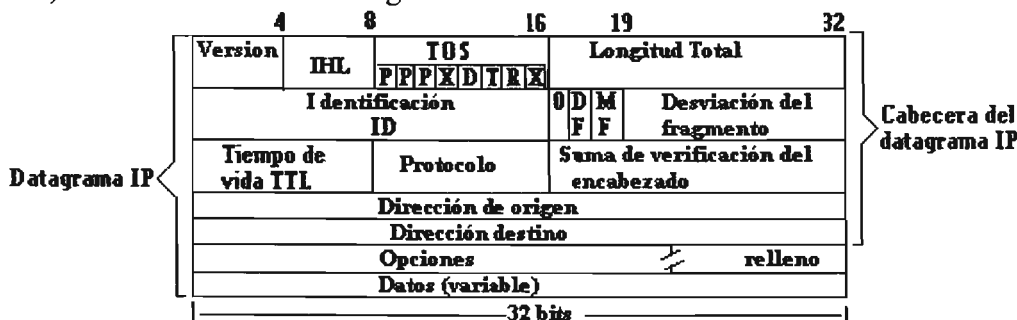 4 8 16 19 32
Version IHL TOS Longitud Total
P P P X D T R X
Identificación ID 0 DF MF Desviación del fragmento
Cabecera del datagrama IP
Tiempo de vida TTL Protocolo Suma de verificación del encabezado
Datagrama IP
Dirección de origen
Dirección destino
Opciones relleno
Datos (variable)
32 bits